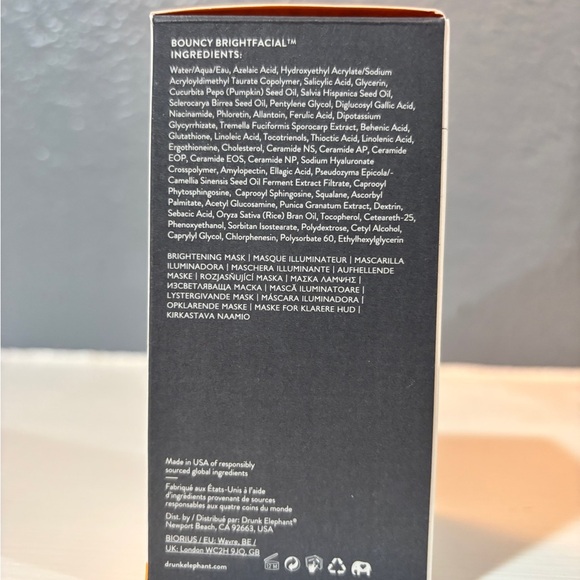 BOUNCY BRIGHTFACIAL™
INGREDIENTS:
Water/Aqua/Eau, Azelaic Acid, Hydroxyethyl Acrylate/Sodium
Acryloyldimethyl Taurate Copolymer, Salicylic Acid, Glycerin,
Cucurbita Pepo (Pumpkin) Seed Oil, Salvia Hispanica Seed Oil,
Sclerocarya Birrea Seed Oil, Pentylene Glycol, Diglucosyl Gallic Acid,
Niacinamide, Phloretin, Allantoin, Ferulic Acid, Dipotassium
Glycyrrhizate, Tremella Fuciformis Sporocarp Extract, Behenic Acid,
Glutathione, Linoleic Acid, Tocotrienols, Thioctic Acid, Linolenic Acid,
Ergothioneine, Cholesterol, Ceramide NS, Ceramide AP, Ceramide
EOP, Ceramide EOS, Ceramide NP, Sodium Hyaluronate
Crosspolymer, Amylopectin, Ellagic Acid, Pseudozyma Epicola/-
Camellia Sinensis Seed Oil Ferment Extract Filtrate, Caprooyl
Phytosphingosine, Caprooyl Sphingosine, Squalane, Ascorbyl
Palmitate, Acetyl Glucosamine, Punica Granatum Extract, Dextrin,
Sebacic Acid, Oryza Sativa (Rice) Bran Oil, Tocopherol, Ceteareth-25,
Phenoxyethanol, Sorbitan Isostearate, Polydextrose, Cetyl Alcohol,
Caprylyl Glycol, Chlorphenesin, Polysorbate 60, Ethylhexylglycerin
BRIGHTENING MASK | MASQUE ILLUMINATEUR | MASCARILLA
ILUMINADORA | MASCHERA ILLUMINANTE | AUFHELLENDE
MASKE | ROZJASŇUJÍCÍ MASKA | ΜΑΣΚΑ ΛΑΜΨΗΣ |
ИЗСВЕТЛЯВАЩА МАСКА | MASCĂ ILUMINATOARE |
LYSTERGIVANDE MASK | MÁSCARA ILUMINADORA |
OPKLARENDE MASKE | MASKE FOR KLARERE HUD |
KIRKASTAVA NAAMIO
Made in USA of responsibly
sourced global ingredients
Fabriqué aux États-Unis à l'aide
d'ingrédients provenant de sources
responsables aux quatre coins du monde
Dist. by / Distribué par: Drunk Elephant®
Newport Beach, CA 92663, USA
BIORIUS / EU: Wavre, BE /
UK: London WC2H 9JQ, GB
drunkelephant.com
12 M